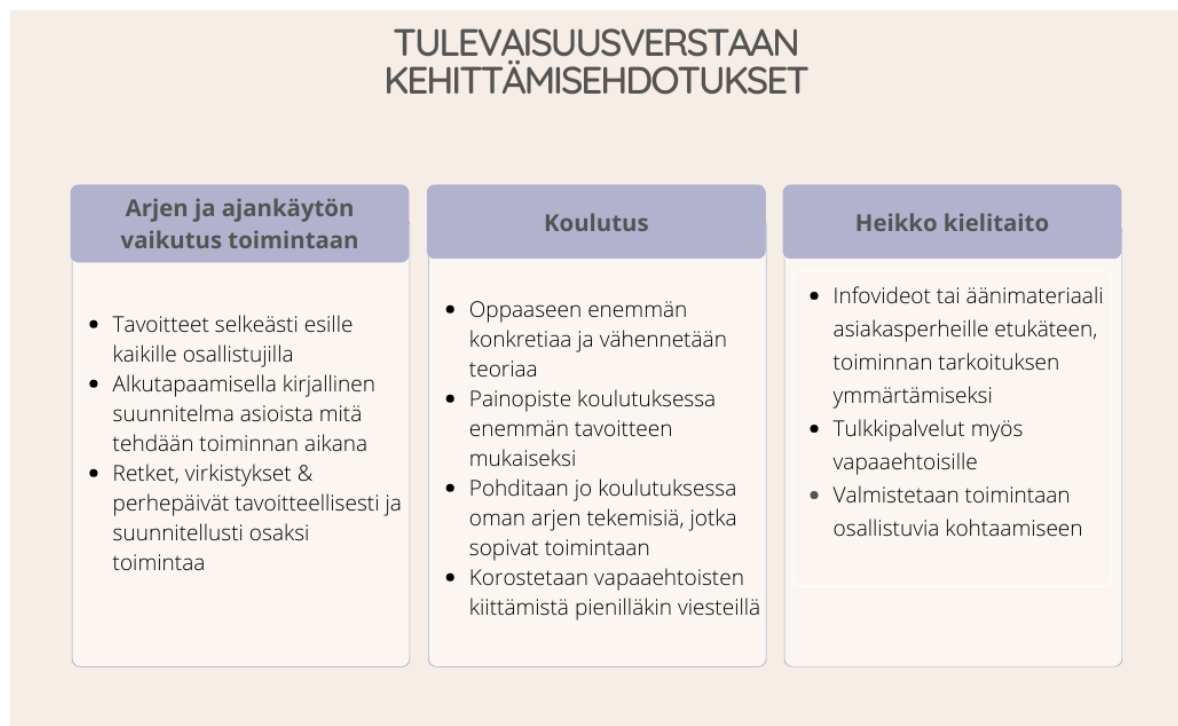 TULEVAISUUSVERSTAAN
KEHITTÄMISEHDOTUKSET
Arjen ja ajankäytön
vaikutus toimintaan
• Tavoitteet selkeästi esille
kaikille osallistujilla
• Alkutapaamisella kirjallinen
suunnitelma asioista mitä
tehdään toiminnan aikana
• Retket, virkistykset &
perhepäivät tavoitteellisesti ja
suunnitellusti osaksi
toimintaa
Koulutus
• Oppaaseen enemmän
konkretiaa ja vähennetään
teoriaa
• Painopiste koulutuksessa
enemmän tavoitteen
mukaiseksi
• Pohditaan jo koulutuksessa
oman arjen tekemisiä, jotka
sopivat toimintaan
• Korostetaan vapaaehtoisten
kiittämistä pienilläkin viesteillä
Heikko kielitaito
• Infovideot tai äänimateriaali
asiakasperheille etukäteen,
toiminnan tarkoituksen
ymmärtämiseksi
• Tulkkipalvelut myös
vapaaehtoisille
• Valmistetaan toimintaan
osallistuvia kohtaamiseen